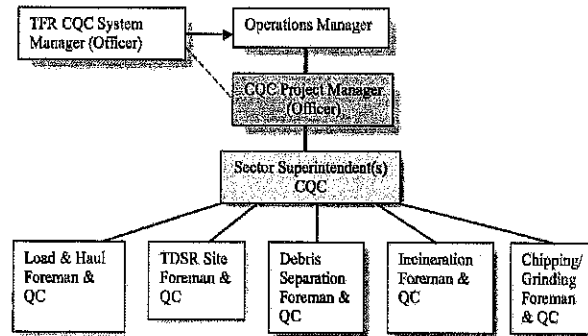 TFR CQC System
Manager (Officer)
Operations Manager
CQC Project Manager
(Officer)
Sector Superintendent(s)
CQC
Load & Haul
Foreman &
QC
TDSR Site
Foreman &
QC
Debris
Separation
Foreman &
QC
Incineration
Foreman &
QC
Chipping/
Grinding
Foreman
& QC